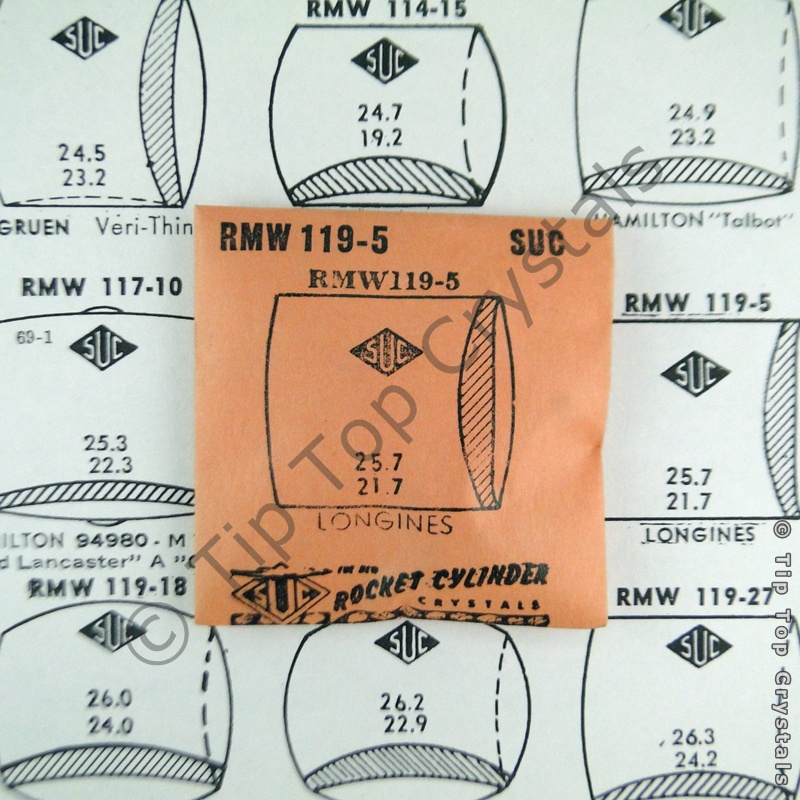 RMW 114-15
SUC
24.5
23.2
GRUEN Veri-Thin
SUC
24.7
19.2
SUC
24.9
23.2
HAMILTON "Talbot"
RMW 117-10
69-1
SUC
25.3
22.3
ILTON 94980 - M
d Lancaster" A "
RMW 119-5 SUC
RMW119-5
SUC
25.7
21.7
LONGINES
SUC
THE NEW
ROCKET CYLINDER
CRYSTALS
RMW 119-5
SUC
25.7
21.7
LONGINES
RMW 119-18
SUC
26.0
24.0
SUC
26.2
22.9
RMW 119-27
SUC
26.3
24.2
© Tip Top Crystals
© Tip Top Crystals